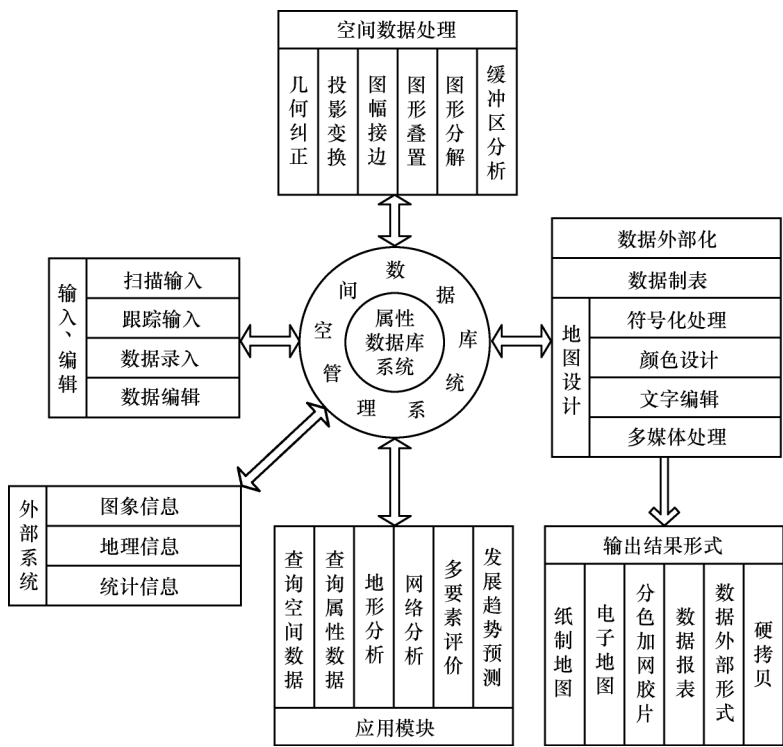 空间数据处理
几何纠正
投影变换
图幅接边
图形叠置
图形分解
缓冲区分析
输入、编辑
扫描输入
跟踪输入
数据录入
数据编辑
空间数据库管理系统
属性
数据库
系统
数据外部化
数据制表
地图设计
符号化处理
颜色设计
文字编辑
多媒体处理
外部系统
图象信息
地理信息
统计信息
查询空间数据
查询属性数据
地形分析
网络分析
多要素评价
发展趋势预测
应用模块
输出结果形式
纸制地图
电子地图
分色加网胶片
数据报表
数据外部形式
硬拷贝